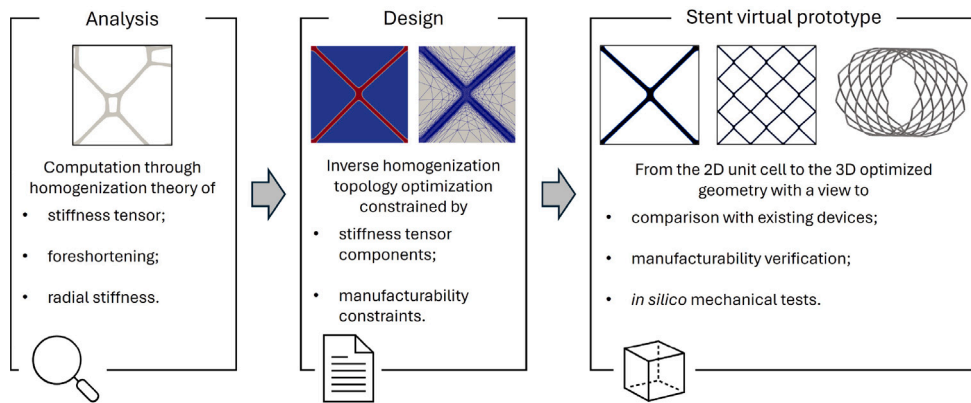 Analysis
Computation through
homogenization theory of
• stiffness tensor;
• foreshortening;
• radial stiffness.
Design
Inverse homogenization
topology optimization
constrained by
• stiffness tensor
components;
• manufacturability
constraints.
Stent virtual prototype
From the 2D unit cell to the 3D optimized
geometry with a view to
• comparison with existing devices;
• manufacturability verification;
• in silico mechanical tests.